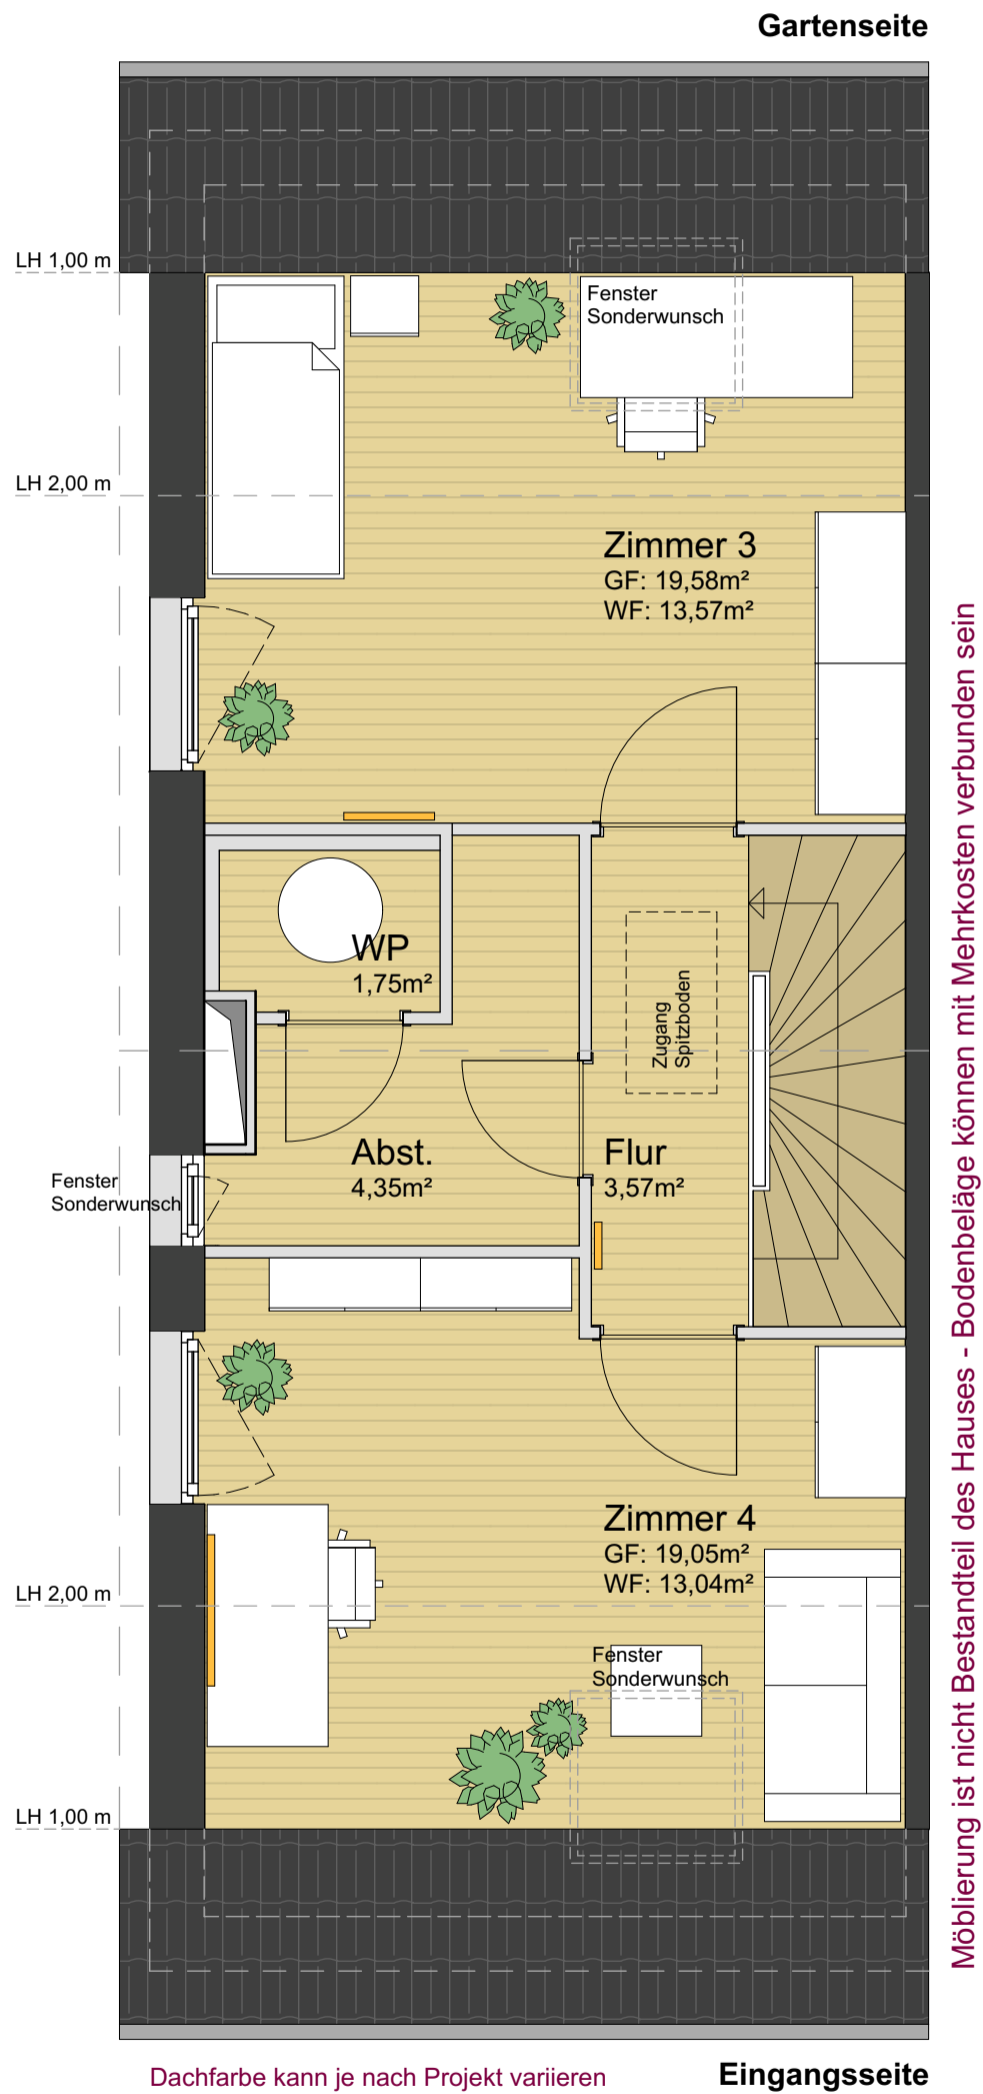 Gartenseite
LH 1,00 m
Fenster
Sonderwunsch
LH 2,00 m
Zimmer 3
GF: 19,58m²
WF: 13,57m²
WP
1,75m²
Zugang
Spitzboden
Abst.
4,35m²
Flur
3,57m²
Fenster
Sonderwunsch
Zimmer 4
GF: 19,05m²
WF: 13,04m²
LH 2,00 m
Fenster
Sonderwunsch
LH 1,00 m
Möblierung ist nicht Bestandteil des Hauses - Bodenbeläge können mit Mehrkosten verbunden sein
Dachfarbe kann je nach Projekt variieren
Eingangsseite